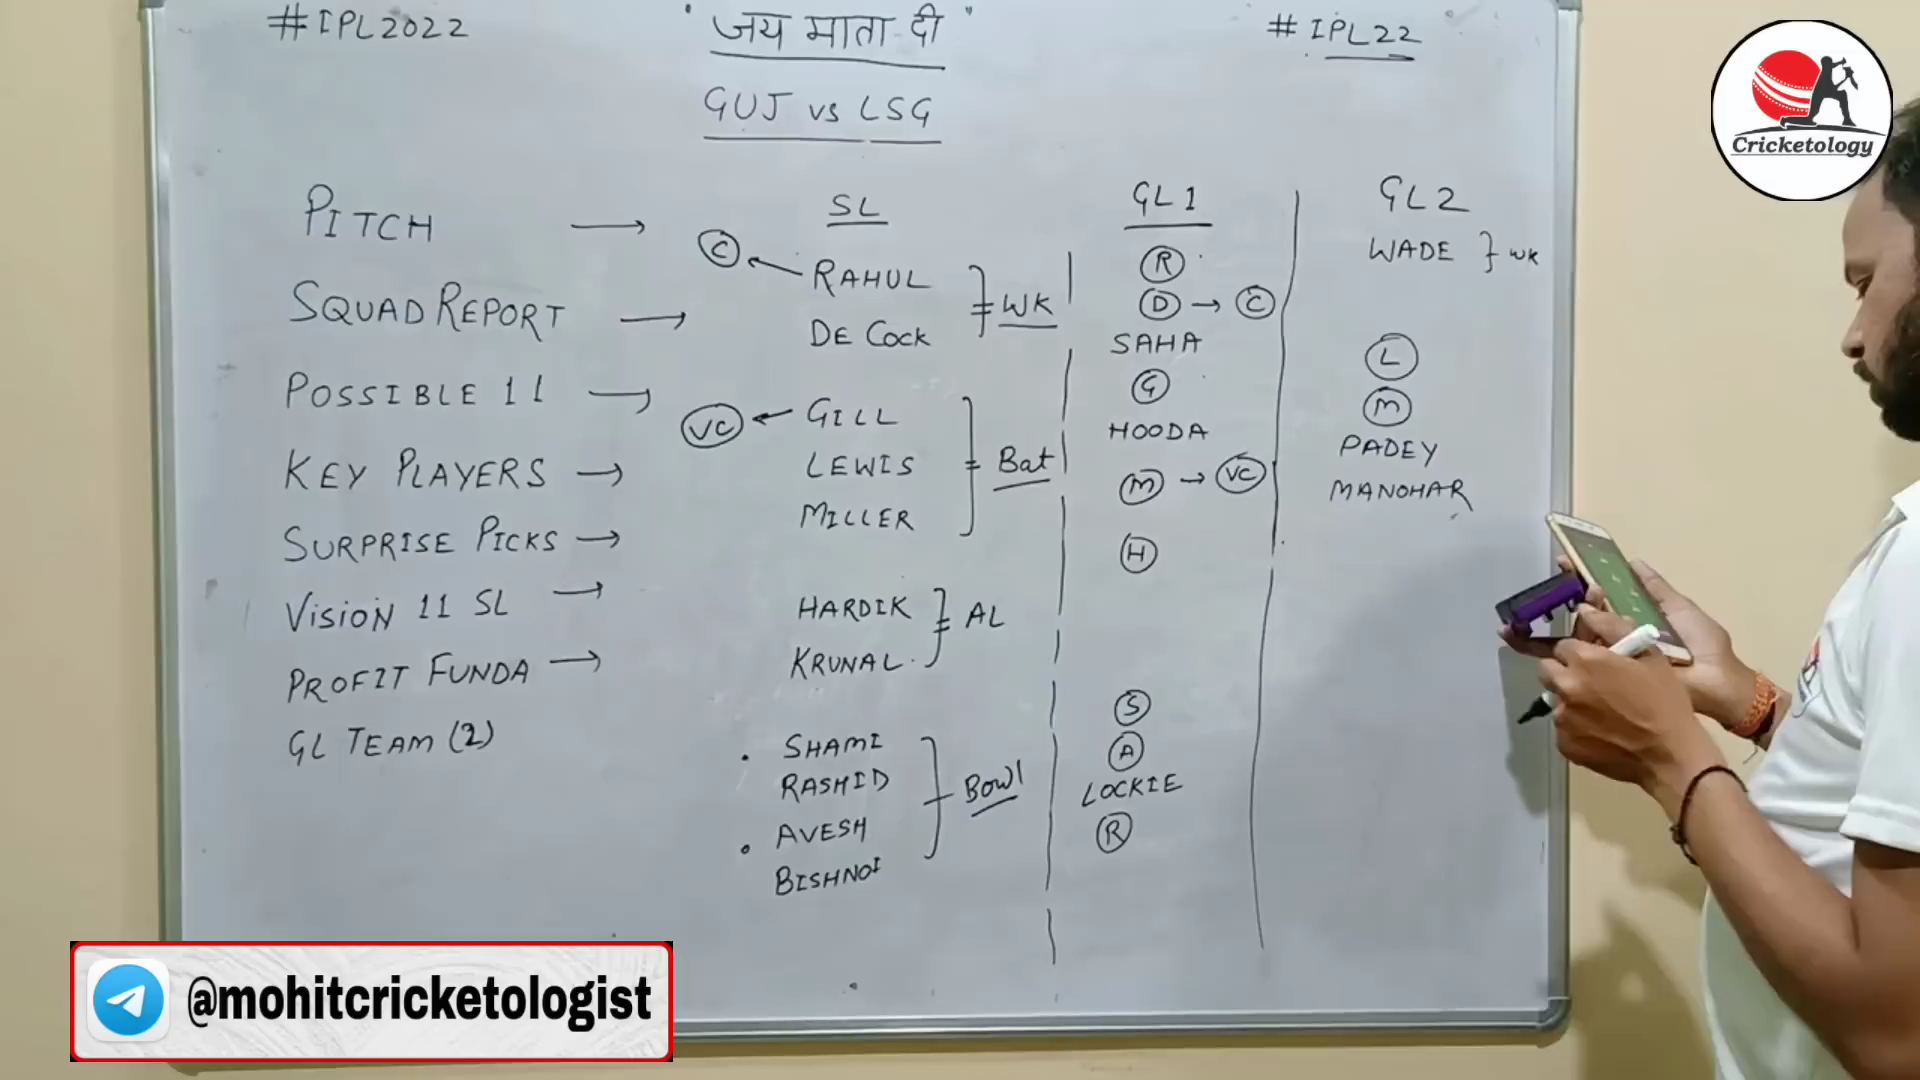 #IPL2022
"जय माता दी"
#IPL22
GUJ vs LSG
Cricketology
PITCH →
SQUAD REPORT →
POSSIBLE 11 →
KEY PLAYERS →
SURPRISE PICKS →
VISION 11 SL →
PROFIT FUNDA →
GL TEAM (2)
SL
C ← RAHUL
DE COCK
WK
VC ← GILL
LEWIS
MILLER
Bat
HARDIK
KRUNAL
AL
SHAMI
RASHID
AVESH
BISHNOI
Bowl
GL1
R
D → C
SAHA
G
HOODA
M → VC
H
S
A
LOCKIE
R
GL2
WADE } WK
L
M
PADEY
MANOHAR
@mohitcricketologist